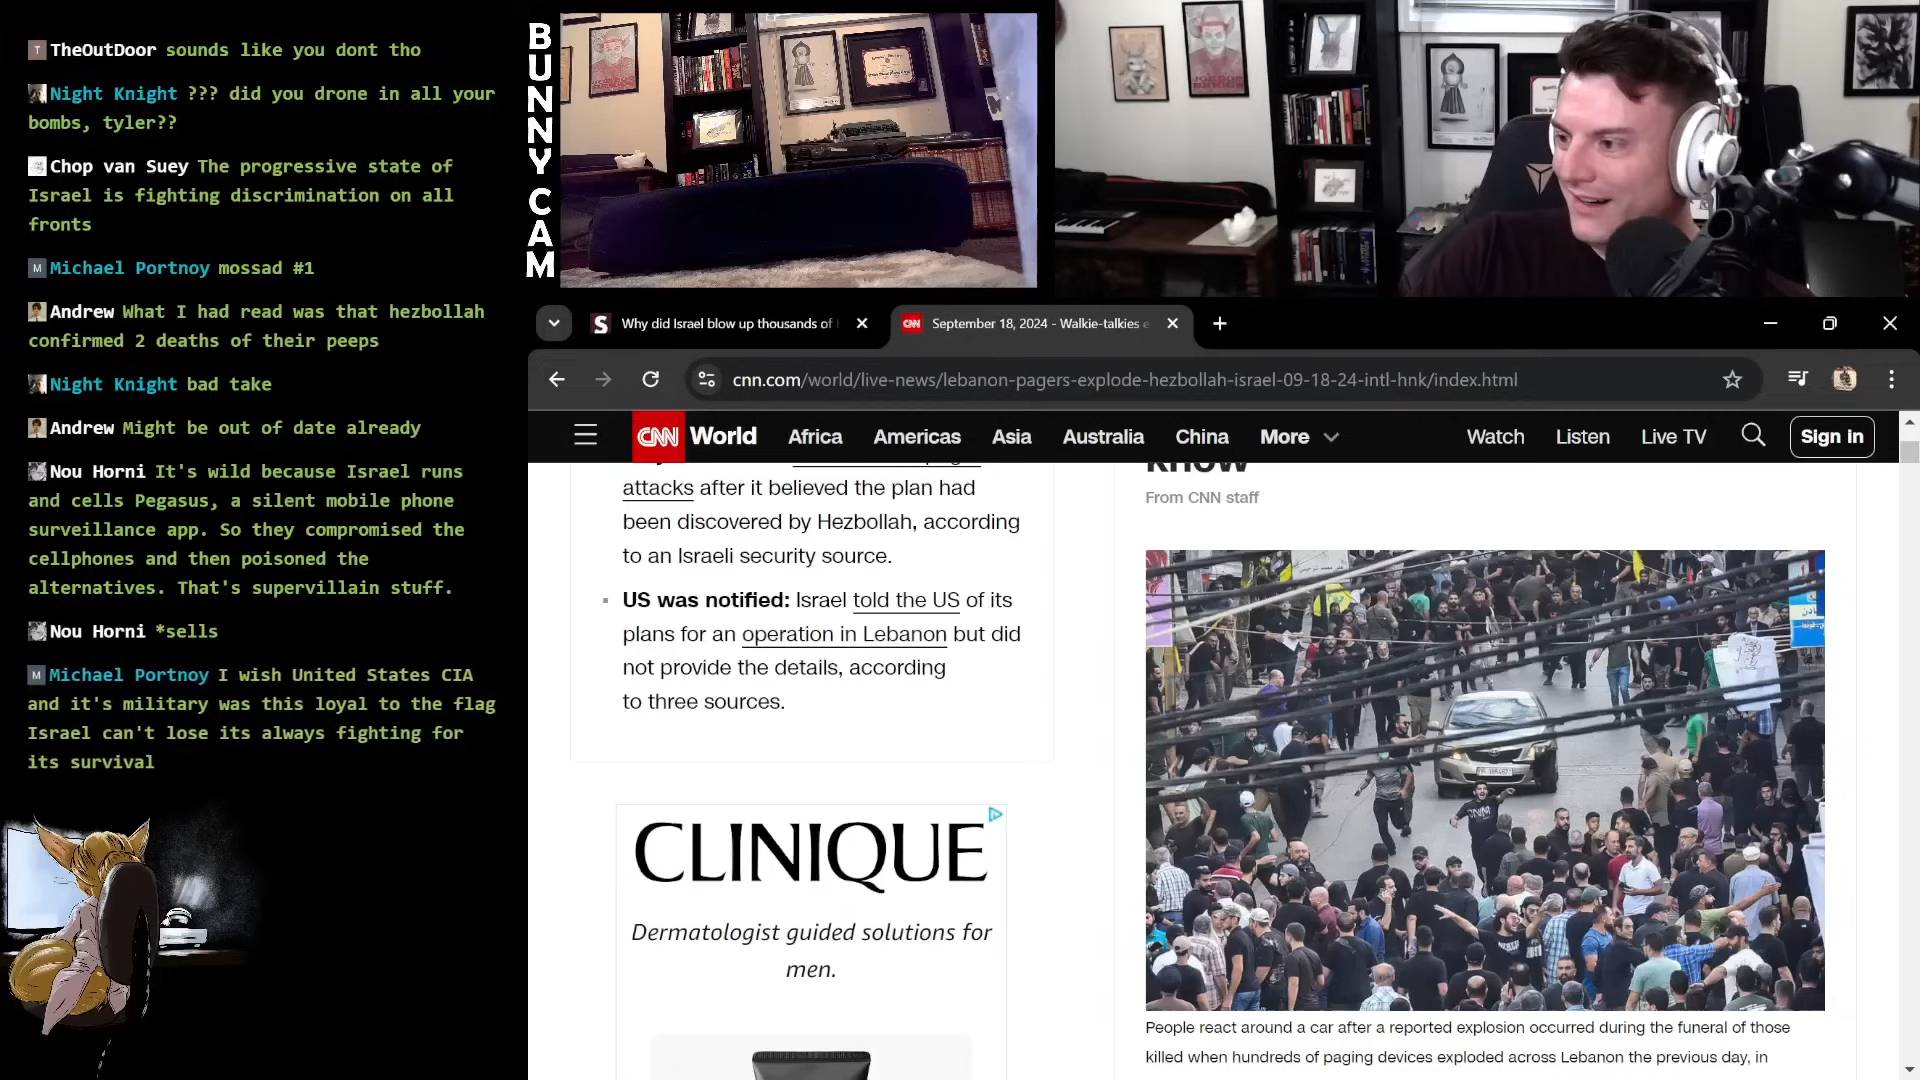 TheOutDoor sounds like you dont tho
Night Knight ??? did you drone in all your
bombs, tyler??
Chop van Suey The progressive state of
Israel is fighting discrimination on all
fronts
M Michael Portnoy mossad #1
Andrew What I had read was that hezbollah
confirmed 2 deaths of their peeps
Night Knight bad take
Andrew Might be out of date already
Nou Horni It's wild because Israel runs
and cells Pegasus, a silent mobile phone
surveillance app. So they compromised the
cellphones and then poisoned the
alternatives. That's supervillain stuff.
Nou Horni *sells
M Michael Portnoy I wish United States CIA
and it's military was this loyal to the flag
Israel can't lose its always fighting for
its survival
BUNNY CAM
S Why did Israel blow up thousands of
CNN September 18, 2024 - Walkie-talkies e
cnn.com/world/live-news/lebanon-pagers-explode-hezbollah-israel-09-18-24-intl-hnk/index.html
CNN World Africa Americas Asia Australia China More Watch Listen Live TV Sign in
attacks after it believed the plan had
been discovered by Hezbollah, according
to an Israeli security source.
US was notified: Israel told the US of its
plans for an operation in Lebanon but did
not provide the details, according
to three sources.
CLINIQUE
Dermatologist guided solutions for
men.
know
From CNN staff
People react around a car after a reported explosion occurred during the funeral of those
killed when hundreds of paging devices exploded across Lebanon the previous day, in